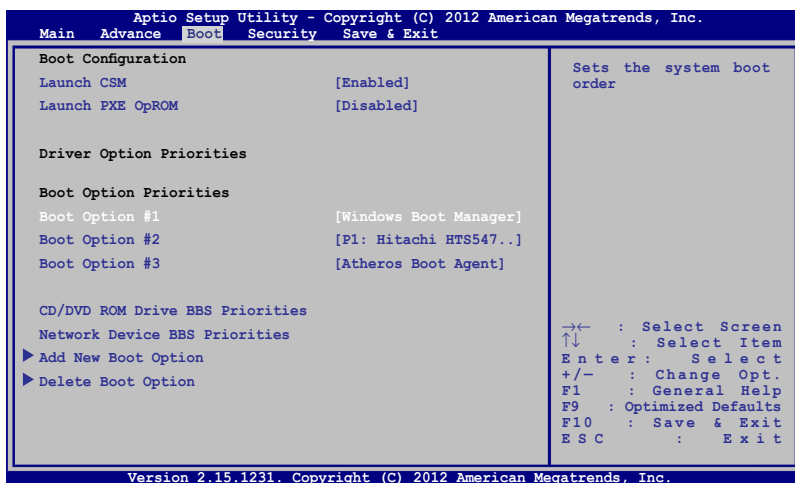 Aptio Setup Utility - Copyright (C) 2012 American Megatrends, Inc.
Main Advance Boot Security Save & Exit
Boot Configuration
Launch CSM [Enabled]
Launch PXE OpROM [Disabled]
Driver Option Priorities
Boot Option Priorities
Boot Option #1 [Windows Boot Manager]
Boot Option #2 [P1: Hitachi HTS547..]
Boot Option #3 [Atheros Boot Agent]
CD/DVD ROM Drive BBS Priorities
Network Device BBS Priorities
Add New Boot Option
Delete Boot Option
Sets the system boot
order
→← : Select Screen
↑↓ : Select Item
Enter: Select
+/— : Change Opt.
F1 : General Help
F9 : Optimized Defaults
F10 : Save & Exit
ESC : Exit
Version 2.15.1231. Copyright (C) 2012 American Megatrends, Inc.